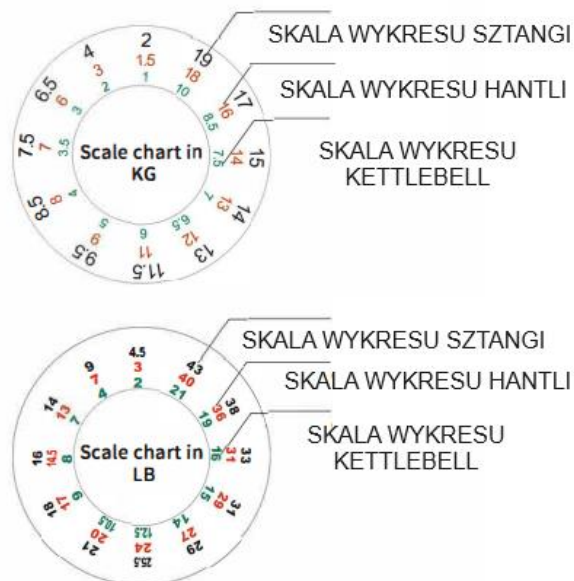 2 19 17 15 14 13 11.5 9.5 8.5 7.5 6.5 4
1.5 18 16 14 13 12 11 9 8 7 6 3
1 10 8.5 7.5 7 6.5 6 5 4 3.5 3 2
Scale chart in
KG
SKALA WYKRESU SZTANGI
SKALA WYKRESU HANTLI
SKALA WYKRESU
KETTLEBELL
4.5 43 38 33 31 29 25.5 21 18 16 14 9
3 40 36 31 29 27 24 20 17 14.5 13 7
2 21 19 16 15 14 12.5 10.5 9 8 7 4
Scale chart in
LB
SKALA WYKRESU SZTANGI
SKALA WYKRESU HANTLI
SKALA WYKRESU
KETTLEBELL